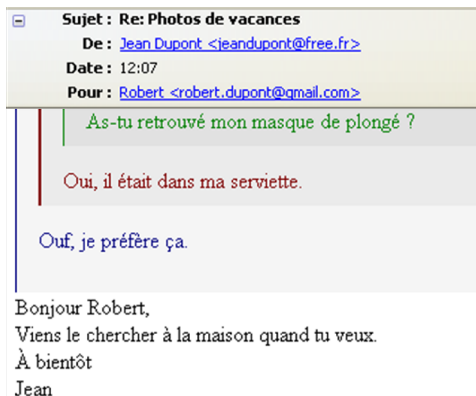 Sujet : Re: Photos de vacances
De : Jean Dupont <jeandupont@free.fr>
Date : 12:07
Pour : Robert <robert.dupont@gmail.com>
As-tu retrouvé mon masque de plongé ?
Oui, il était dans ma serviette.
Ouf, je préfère ça.
Bonjour Robert,
Viens le chercher à la maison quand tu veux.
À bientôt
Jean